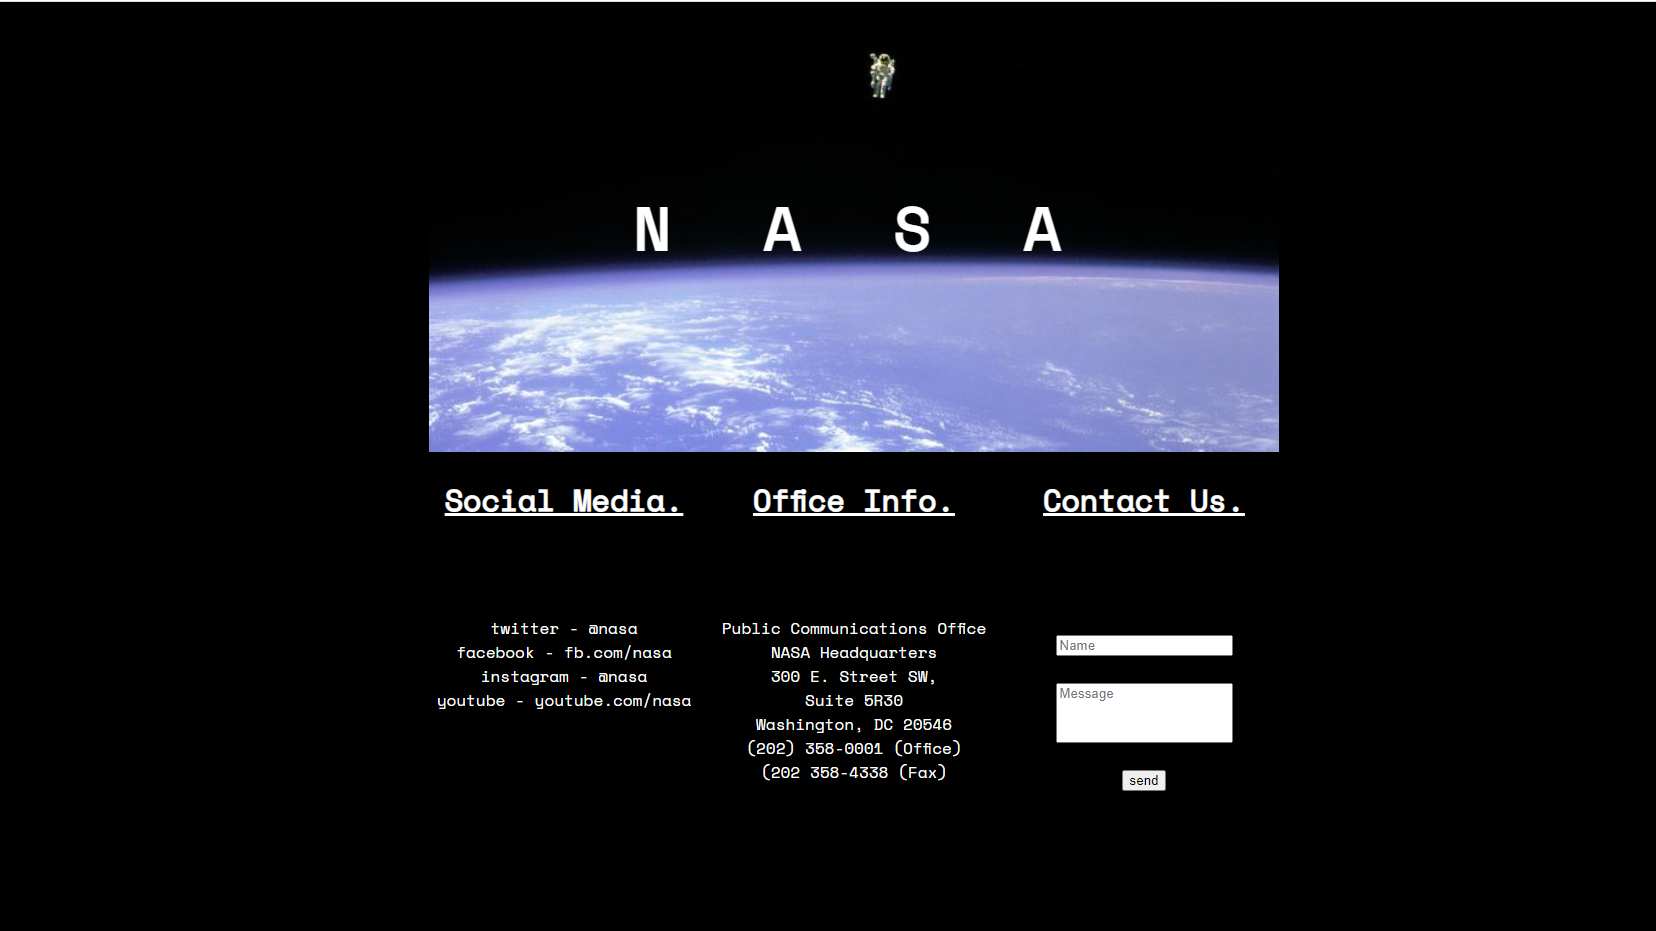 N A S A
Social Media.
Office Info.
Contact Us.
twitter - @nasa
facebook - fb.com/nasa
instagram - @nasa
youtube - youtube.com/nasa
Public Communications Office
NASA Headquarters
300 E. Street SW,
Suite 5R30
Washington, DC 20546
(202) 358-0001 (Office)
(202 358-4338 (Fax)
Name
Message
send